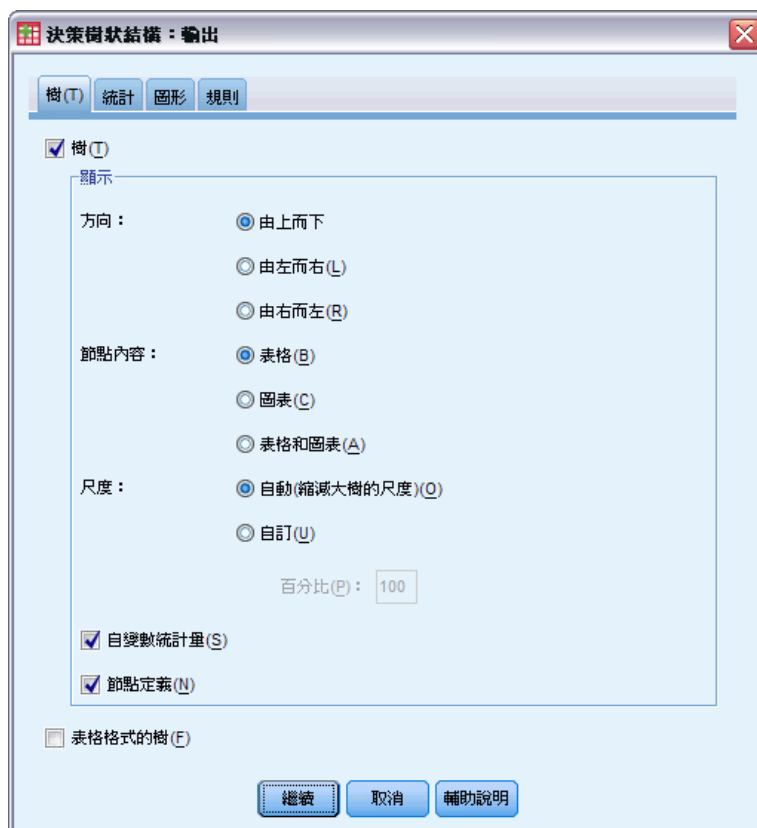 決策樹狀結構：輸出
樹(T) 統計 圖形 規則
樹(T)
顯示
方向：
由上而下
由左而右(L)
由右而左(R)
節點內容：
表格(B)
圖表(C)
表格和圖表(A)
尺度：
自動(縮減大樹的尺度)(O)
自訂(U)
百分比(P)： 100
自變數統計量(S)
節點定義(N)
表格格式的樹(F)
繼續 取消 輔助說明